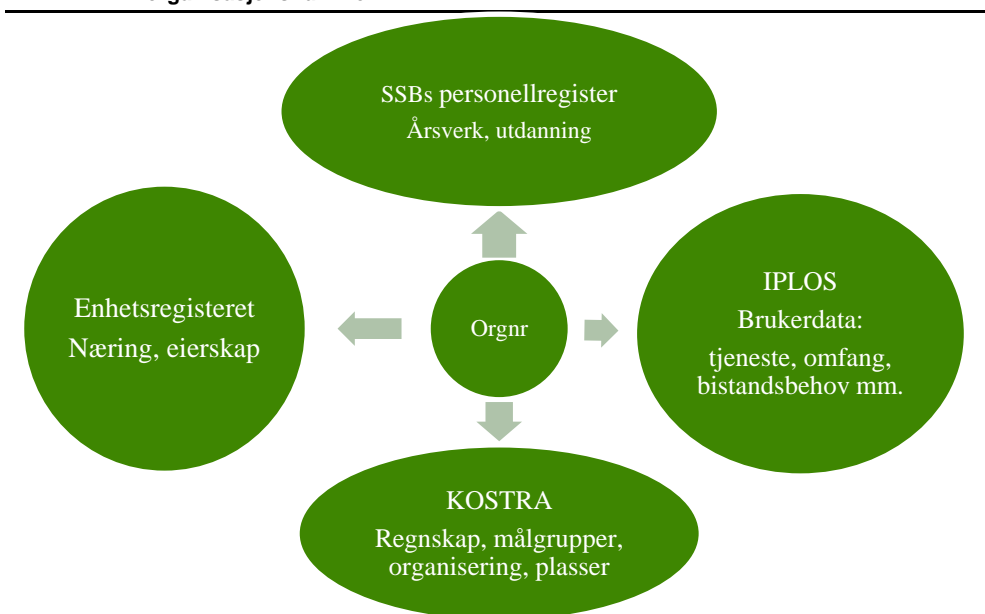 SSBs personellregister
Årsverk, utdanning
Enhetsregisteret
Næring, eierskap
Orgnr
IPLOS
Brukerdata:
tjeneste, omfang,
bistandsbehov mm.
KOSTRA
Regnskap, målgrupper,
organisering, plasser